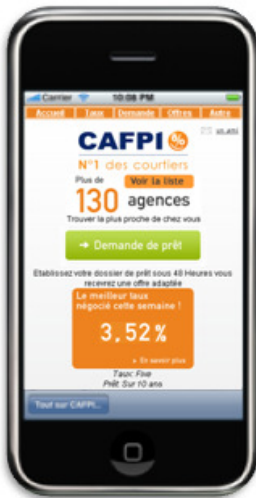 Carrier 10:08 PM
Accueil Taux Demande Offres Autre
CAFPI %
N°1 des courtiers
Plus de
Voir la liste
130 agences
Trouver la plus proche de chez vous
→ Demande de prêt
Etablissez votre dossier de prêt sous 48 Heures vous
recevrez une offre adaptée
Le meilleur taux
négocié cette semaine !
3,52%
» En savoir plus
Taux: Fixe
Prêt Sur 10 ans
Tout sur CAFPI...